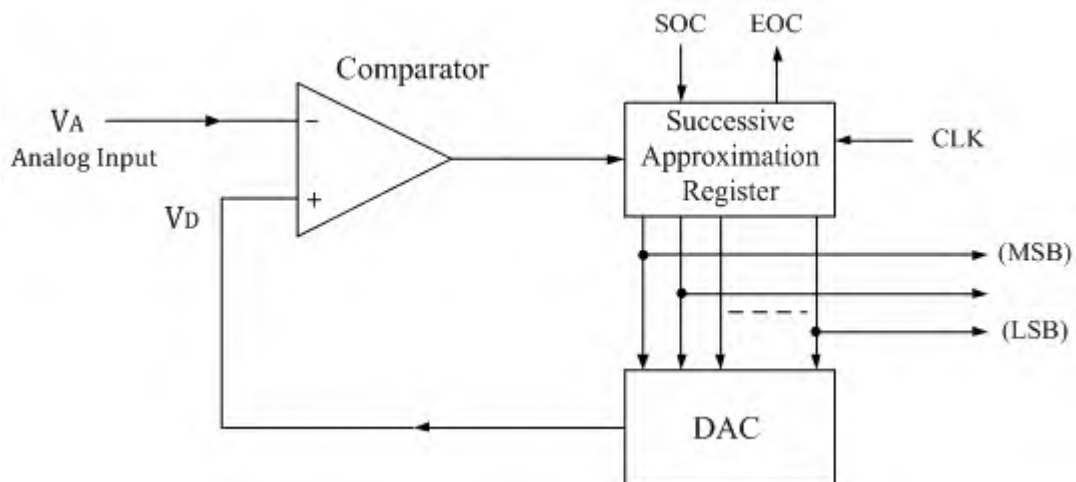 SOC
EOC
Comparator
VA
Analog Input
−
+
VD
Successive
Approximation
Register
CLK
(MSB)
(LSB)
DAC